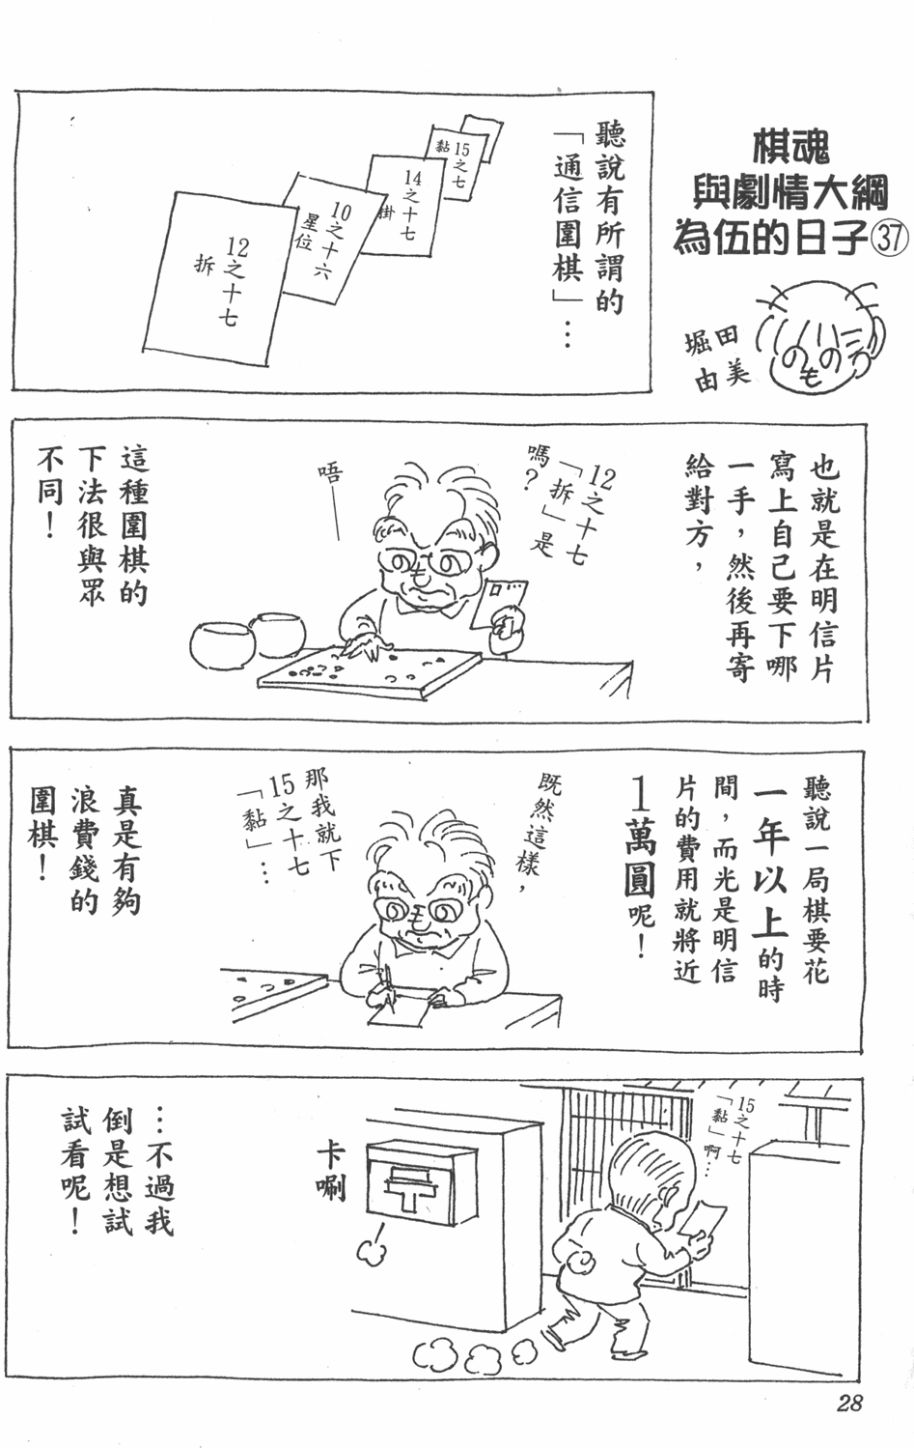 棋魂
與劇情大綱
為伍的日子㊲
堀田
由美
聽說有所謂的
「通信圍棋」…
15之七
黏
14之十七
掛
10之十六
星位
12之十七
拆
也就是在明信片
寫上自己要下哪
一手，然後再寄
給對方，
12之十七
「拆」是
嗎？
唔——
這種圍棋的
下法很與眾
不同！
聽說一局棋要花
一年以上的時
間，而光是明信
片的費用就將近
1萬圓呢！
既然這樣，
那我就下
15之十七
「黏」…
真是有夠
浪費錢的
圍棋！
15之十七
「黏」啊…
卡唰
…不過我
倒是想試
試看呢！
28